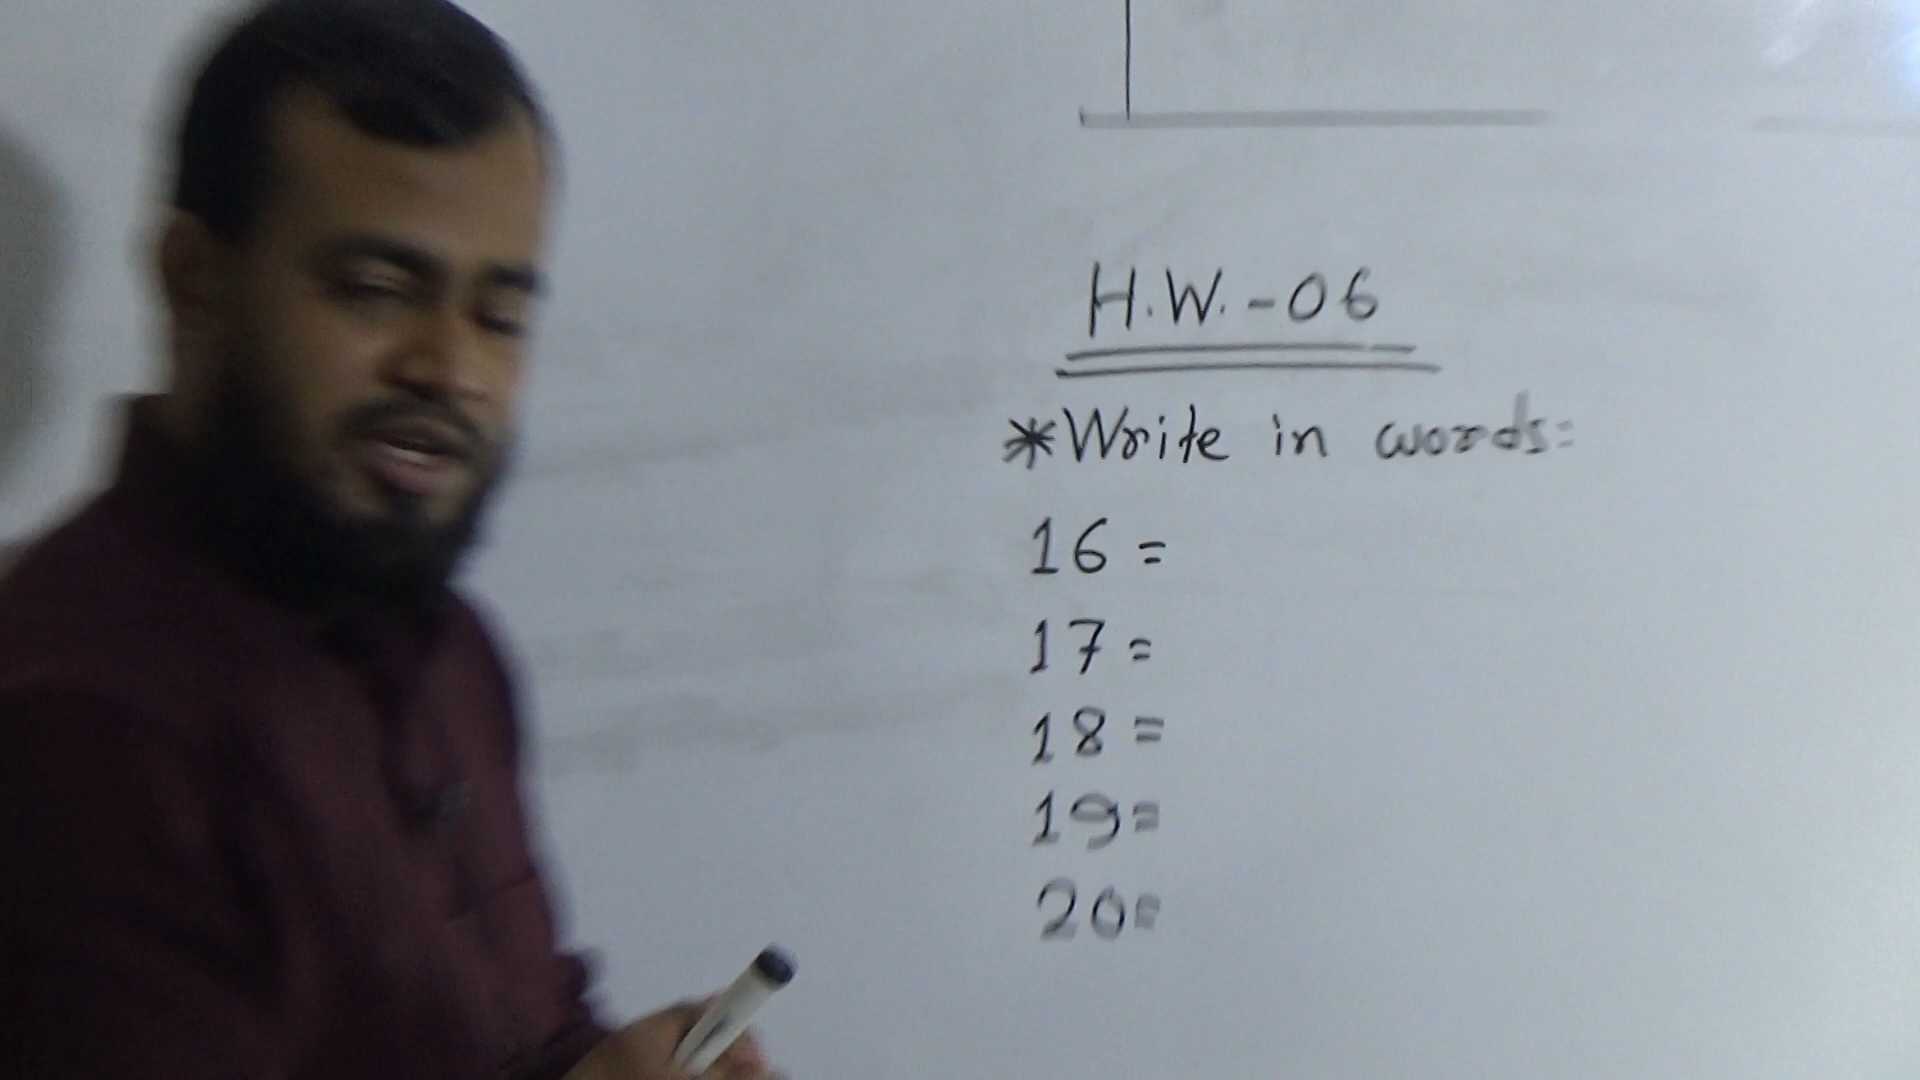 H.W.-06
*Write in words:
16 =
17 =
18 =
19=
20=